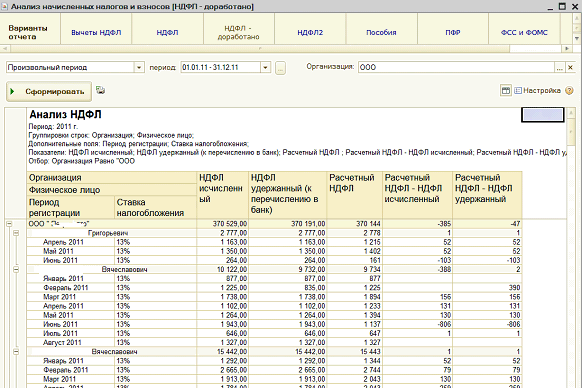 Анализ начисленных налогов и взносов [НДФЛ - доработано]
Варианты отчета
Вычеты НДФЛ
НДФЛ
НДФЛ - доработано
НДФЛ2
Пособия
ПФР
ФСС и ФОМС
Произвольный период период: 01.01.11 - 31.12.11 ... Организация: ООО ... ×
Сформировать Настройка
Анализ НДФЛ
Период: 2011 г.
Группировки строк: Организация; Физическое лицо;
Дополнительные поля: Период регистрации; Ставка налогообложения;
Показатели: НДФЛ исчисленный; НДФЛ удержанный (к перечислению в банк); Расчетный НДФЛ ; Расчетный НДФЛ - НДФЛ исчисленный; Расчетный НДФЛ - НДФЛ уд
Отбор: Организация Равно "ООО
Организация
Физическое лицо
Период регистрации
Ставка налогообложения
НДФЛ исчисленный
НДФЛ удержанный (к перечислению в банк)
Расчетный НДФЛ
Расчетный НДФЛ - НДФЛ исчисленный
Расчетный НДФЛ - НДФЛ удержанный
ООО " 370 529,00 370 191,00 370 144 -385 -47
Григорьевич 2 777,00 2 777,00 2 778 1 1
Апрель 2011 13% 1 163,00 1 163,00 1 215 52 52
Май 2011 13% 1 350,00 1 350,00 1 402 52 52
Июнь 2011 13% 264,00 264,00 161 -103 -103
Вячеславович 10 122,00 9 732,00 9 734 -388 2
Январь 2011 13% 877,00 877,00 877
Февраль 2011 13% 1 225,00 835,00 1 225 390
Март 2011 13% 1 738,00 1 738,00 1 894 156 156
Апрель 2011 13% 1 102,00 1 102,00 1 233 131 131
Май 2011 13% 1 264,00 1 264,00 1 394 130 130
Июнь 2011 13% 1 943,00 1 943,00 1 137 -806 -806
Июль 2011 13% 646,00 646,00 647 1 1
Август 2011 13% 1 327,00 1 327,00 1 327
Вячеславович 15 442,00 15 442,00 15 443 1 1
Январь 2011 13% 1 292,00 1 292,00 1 344 52 52
Февраль 2011 13% 2 665,00 2 665,00 2 744 79 79
Март 2011 13% 1 913,00 1 913,00 2 043 130 130